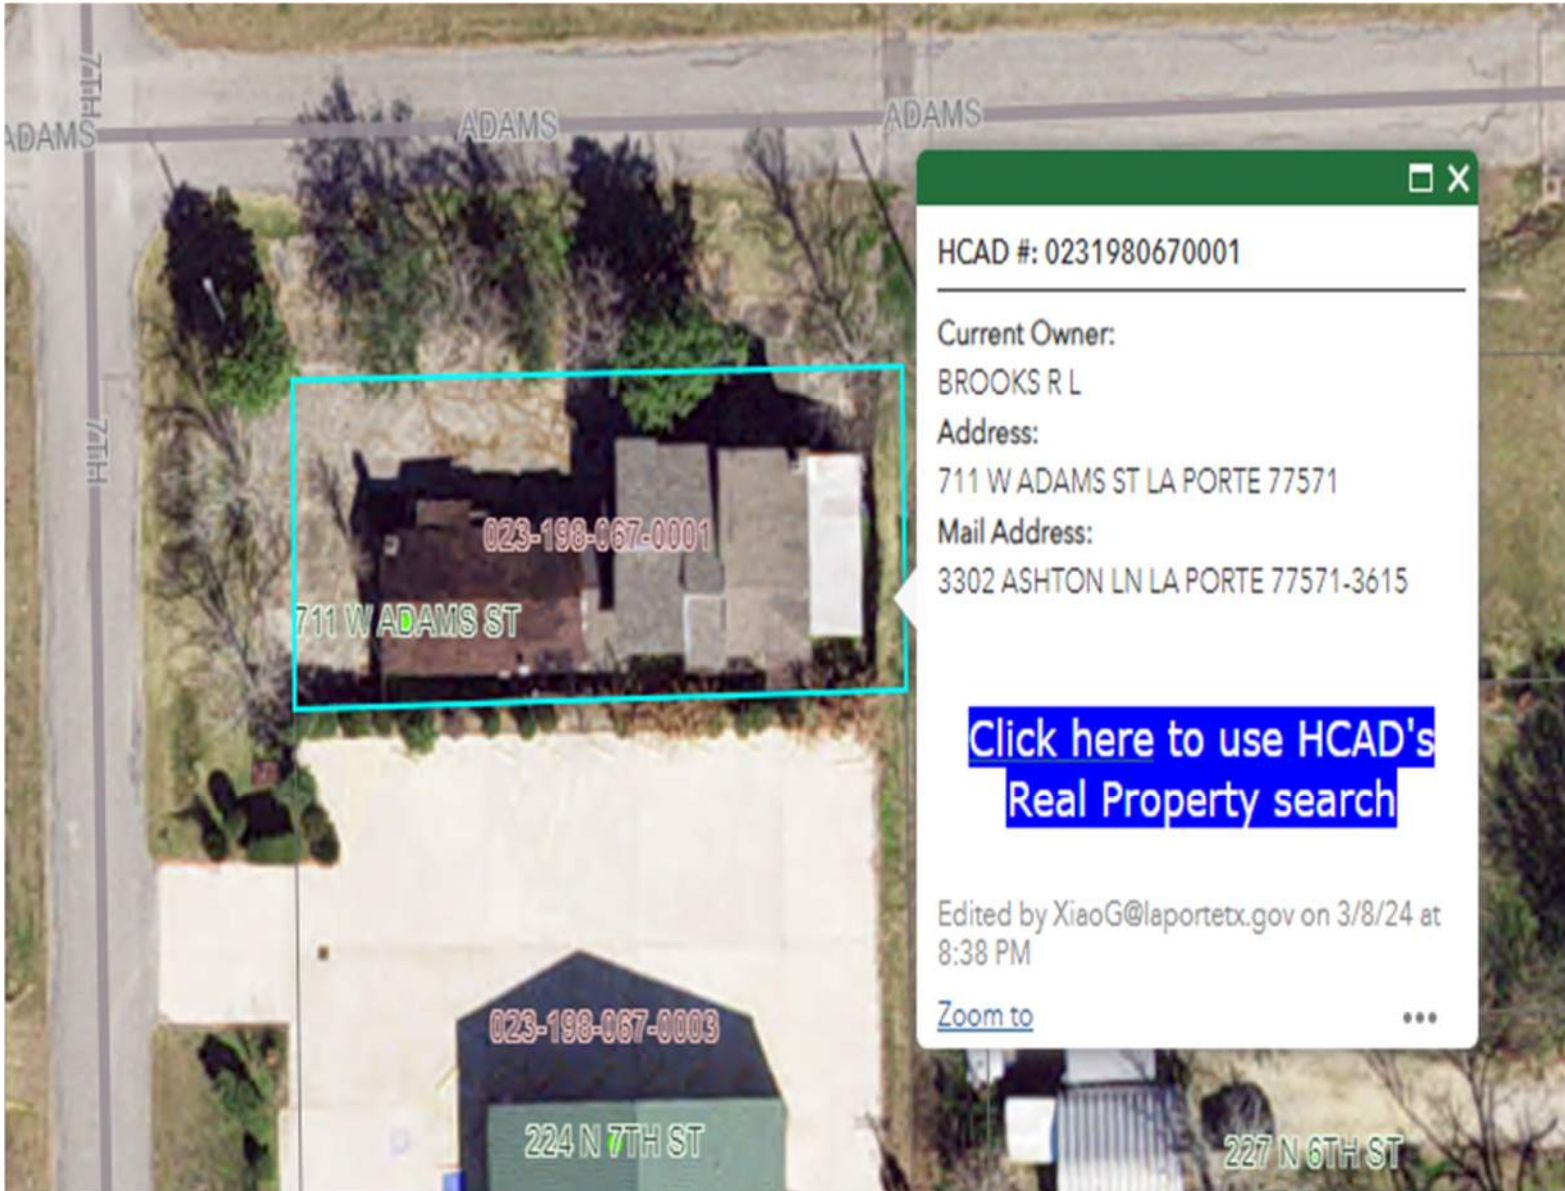 7TH
ADAMS
ADAMS
ADAMS
7TH
HCAD #: 0231980670001
Current Owner:
BROOKS R L
Address:
711 W ADAMS ST LA PORTE 77571
Mail Address:
3302 ASHTON LN LA PORTE 77571-3615
023-198-067-0001
711 W ADAMS ST
Click here to use HCAD's
Real Property search
Edited by XiaoG@laportetx.gov on 3/8/24 at
8:38 PM
Zoom to
023-198-067-0003
224 N 7TH ST
227 N 6TH ST